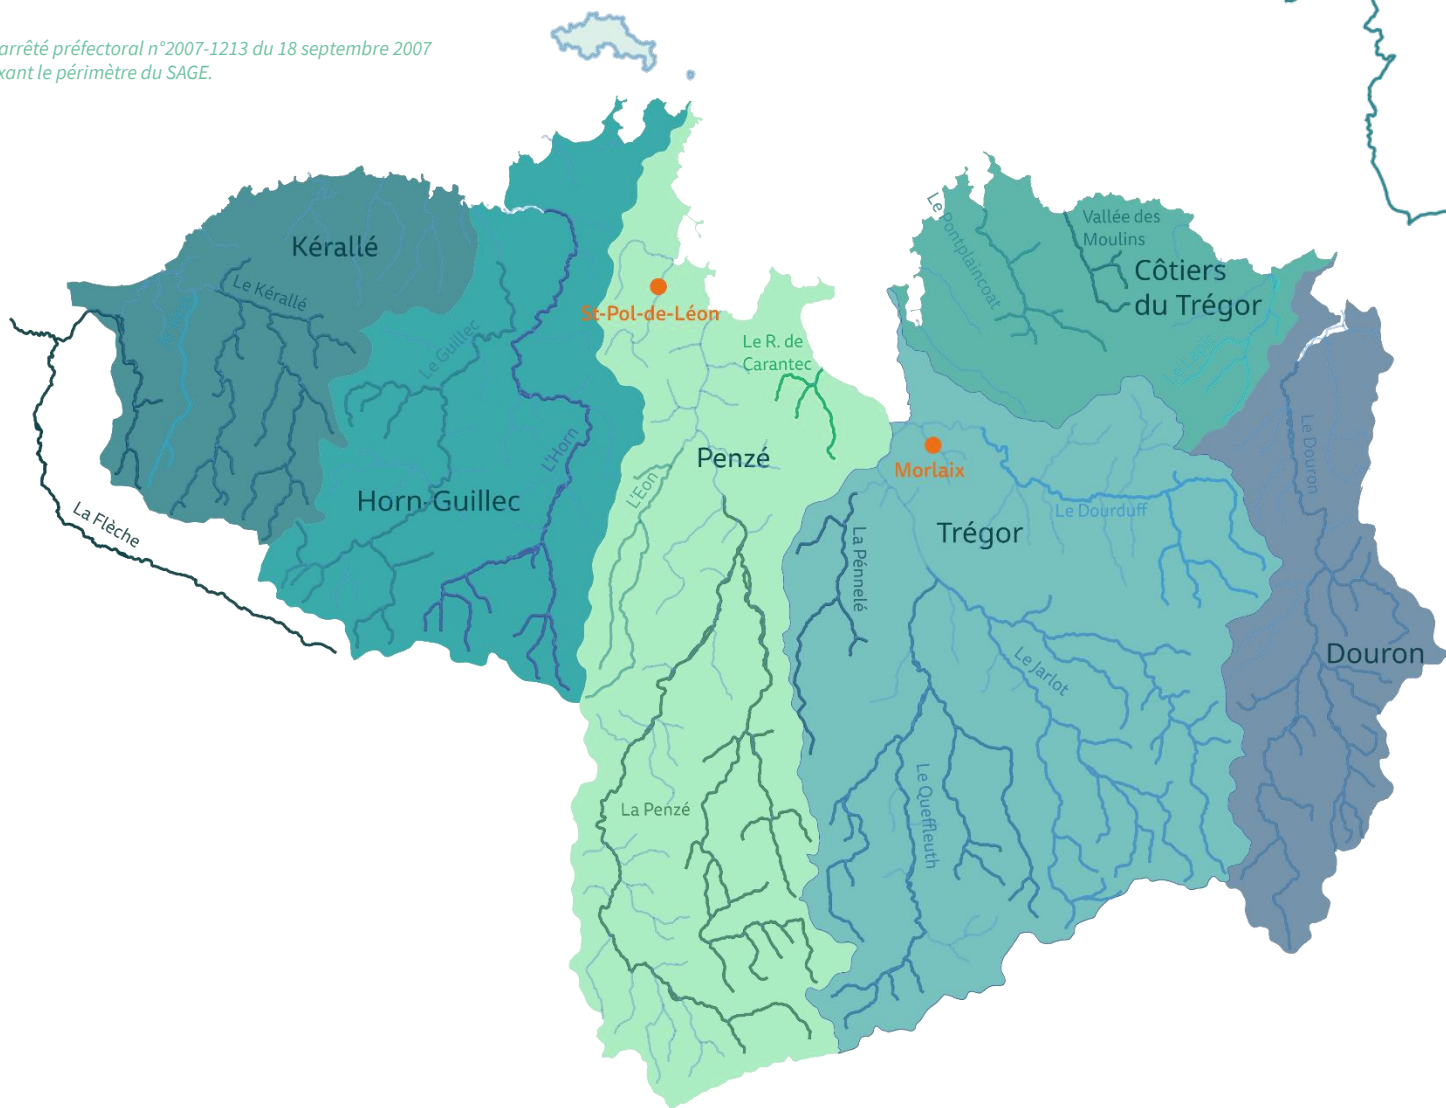 arrêté préfectoral n°2007-1213 du 18 septembre 2007
xant le périmètre du SAGE.
Kérallé
Le Kérallé
Le Guillec
L'Horn
Horn-Guillec
La Flèche
St-Pol-de-Léon
Le R. de
Carantec
Penzé
L'Eon
La Penzé
Le Pontplaincoat
Vallée des
Moulins
Côtiers
du Trégor
Morlaix
Le Dourduff
Trégor
La Pénnelé
Le Jarlot
Le Queffleuth
Le Douron
Douron